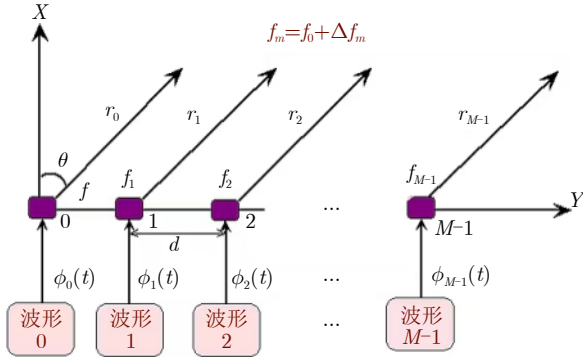 X
f_m=f_0+Δf_m
r_0
r_1
r_2
r_{M-1}
θ
f
f_1
f_2
f_{M-1}
Y
0
1
2
...
M-1
d
ϕ_0(t)
ϕ_1(t)
ϕ_2(t)
...
ϕ_{M-1}(t)
波形
0
波形
1
波形
2
...
波形
M-1